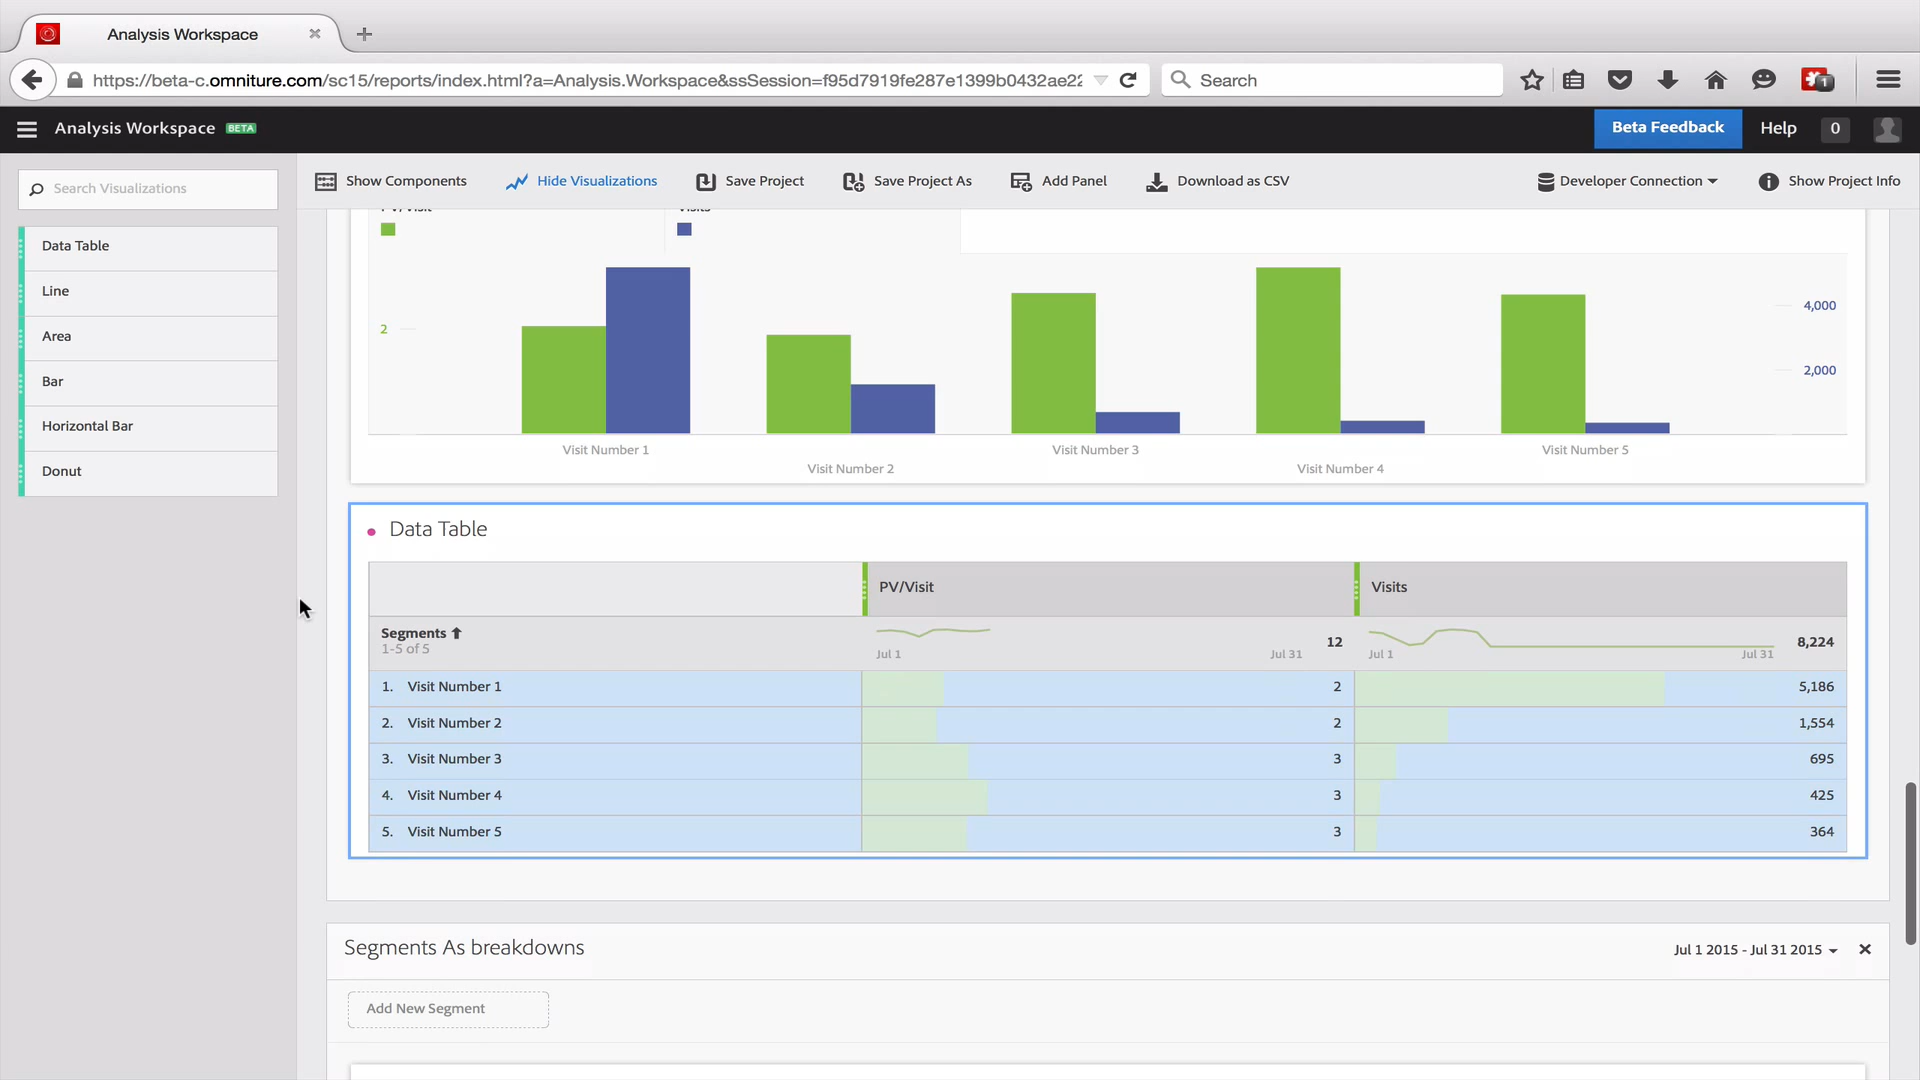 Analysis Workspace
https://beta-c.omniture.com/sc15/reports/index.html?a=Analysis.Workspace&ssSession=f95d7919fe287e1399b0432ae22
Search
1
Analysis Workspace BETA
Beta Feedback
Help
0
Search Visualizations
Show Components
Hide Visualizations
Save Project
Save Project As
Add Panel
Download as CSV
Developer Connection
Show Project Info
Data Table
Line
Area
Bar
Horizontal Bar
Donut
PV/Visit
Visits
2
4,000
2,000
Visit Number 1
Visit Number 2
Visit Number 3
Visit Number 4
Visit Number 5
Data Table
PV/Visit Visits
Segments
1-5 of 5
Jul 1 Jul 31 12
Jul 1 Jul 31 8,224
1. Visit Number 1 2 5,186
2. Visit Number 2 2 1,554
3. Visit Number 3 3 695
4. Visit Number 4 3 425
5. Visit Number 5 3 364
Segments As breakdowns
Jul 1 2015 - Jul 31 2015
Add New Segment